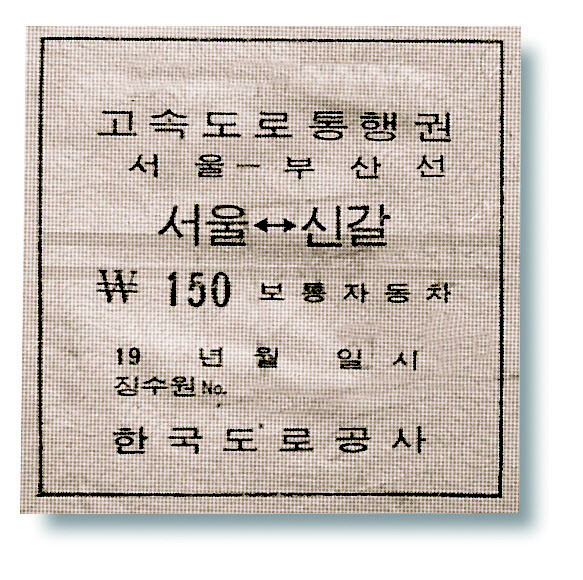 고속도로통행권
서울-부산선
서울↔신갈
₩ 150 보통자동차
19 년 월 일 시
징수원 No.
한국도로공사